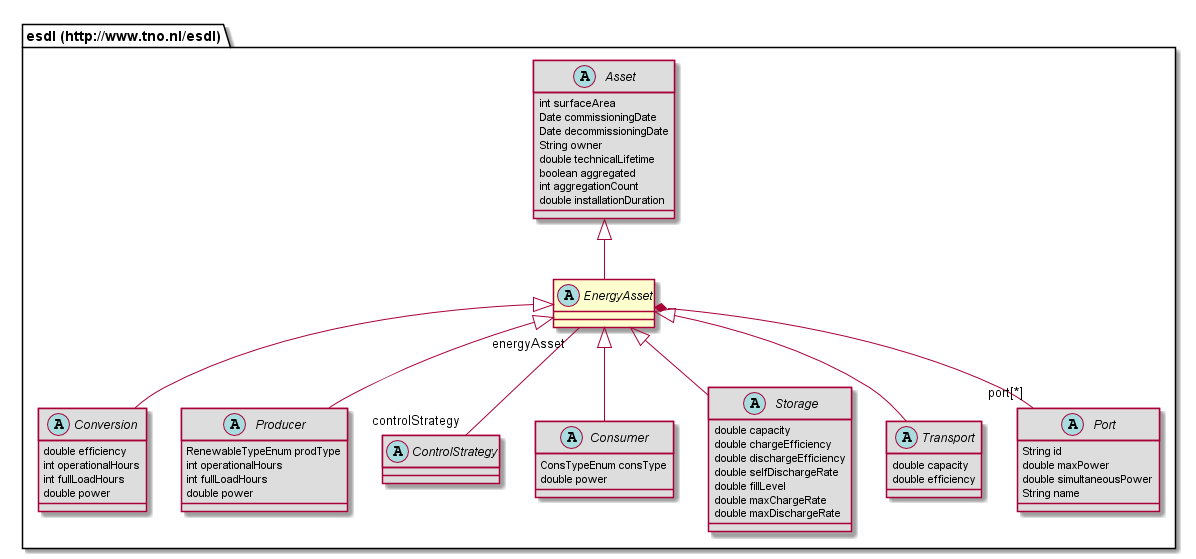 esdl (http://www.tno.nl/esdl)
A Asset
int surfaceArea
Date commissioningDate
Date decommissioningDate
String owner
double technicalLifetime
boolean aggregated
int aggregationCount
double installationDuration
A EnergyAsset
energyAsset
controlStrategy
port[*]
A Conversion
double efficiency
int operationalHours
int fullLoadHours
double power
A Producer
RenewableTypeEnum prodType
int operationalHours
int fullLoadHours
double power
A ControlStrategy
A Consumer
ConsTypeEnum consType
double power
A Storage
double capacity
double chargeEfficiency
double dischargeEfficiency
double selfDischargeRate
double fillLevel
double maxChargeRate
double maxDischargeRate
A Transport
double capacity
double efficiency
A Port
String id
double maxPower
double simultaneousPower
String name